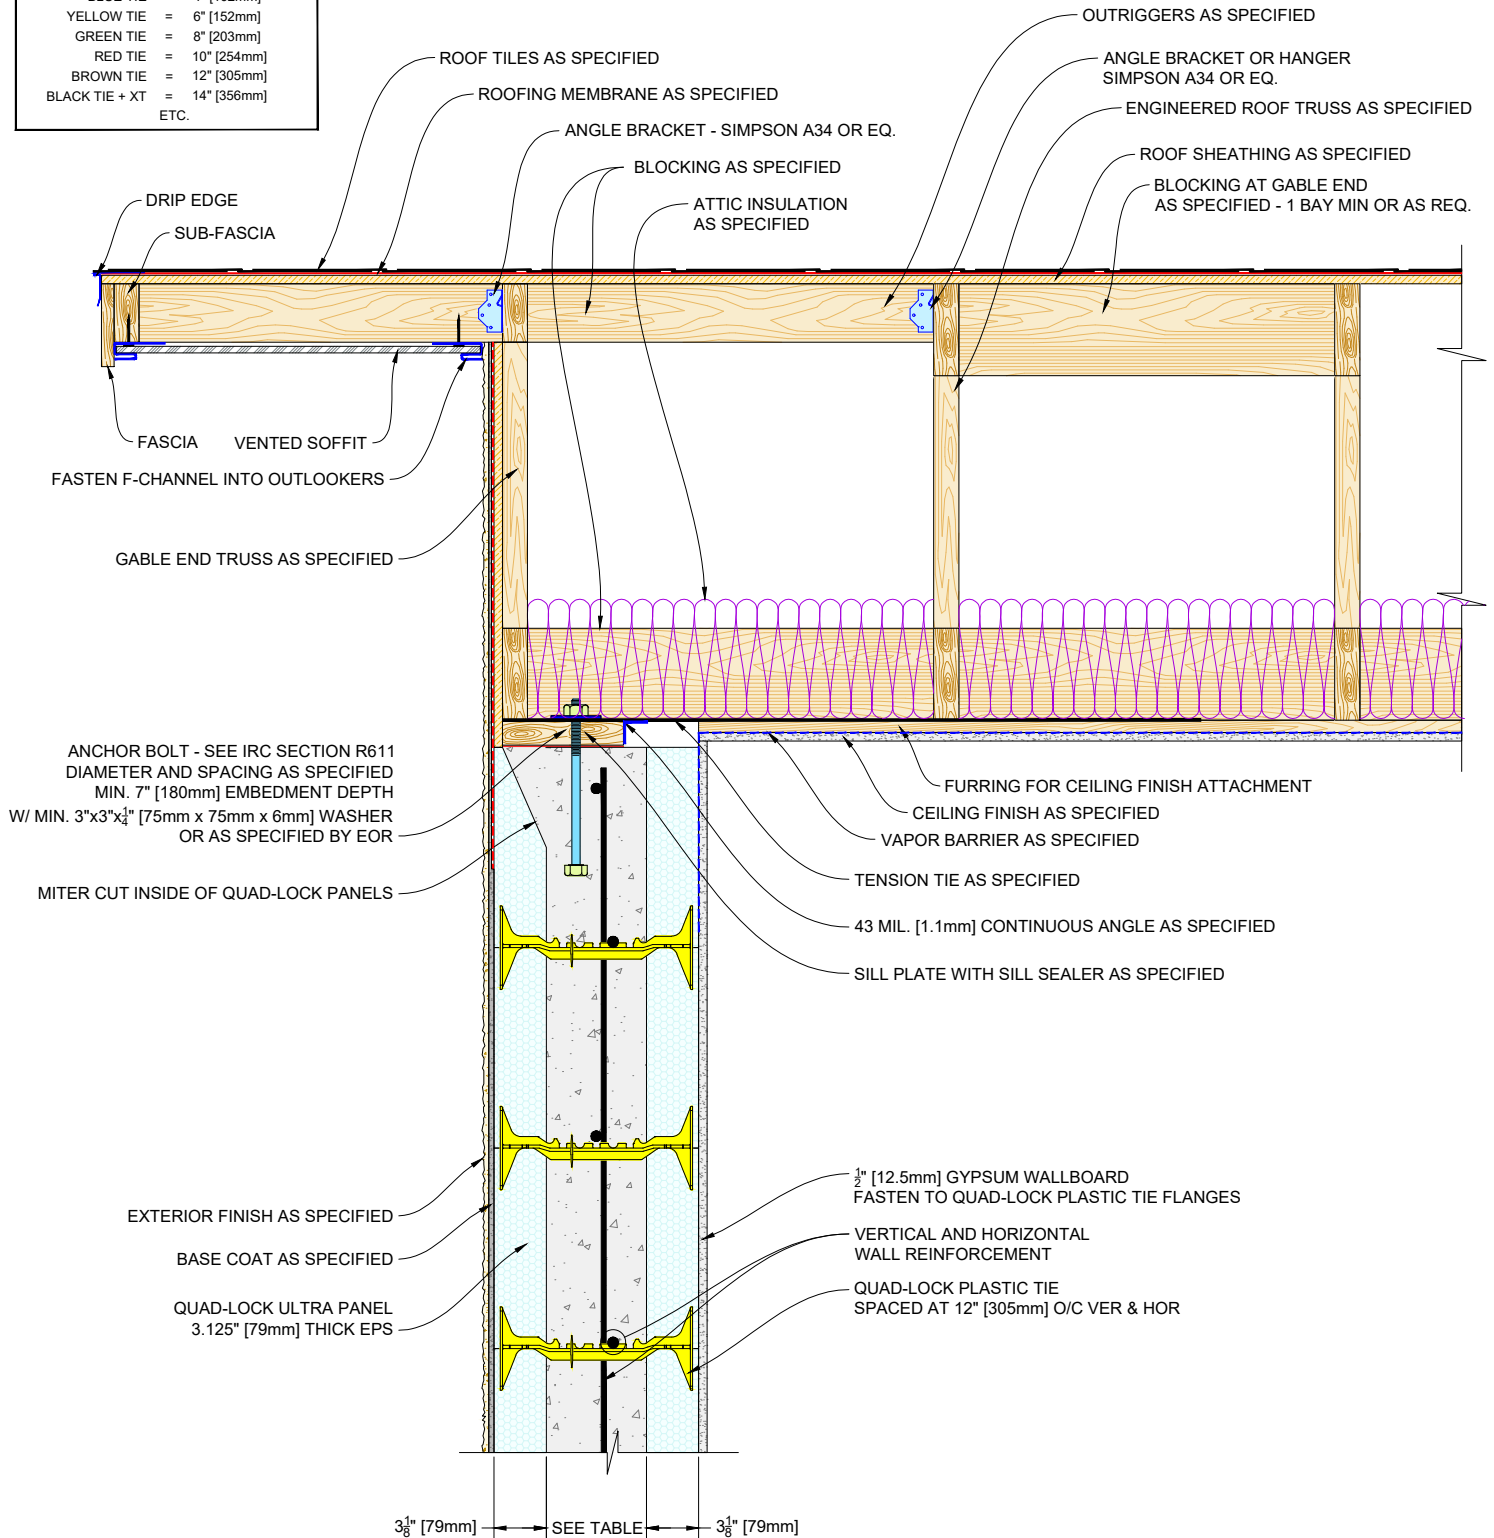 YELLOW TIE = 6" [152mm]
GREEN TIE = 8" [203mm]
RED TIE = 10" [254mm]
BROWN TIE = 12" [305mm]
BLACK TIE + XT = 14" [356mm]
ETC.
OUTRIGGERS AS SPECIFIED
ROOF TILES AS SPECIFIED
ANGLE BRACKET OR HANGER
SIMPSON A34 OR EQ.
ROOFING MEMBRANE AS SPECIFIED
ENGINEERED ROOF TRUSS AS SPECIFIED
ANGLE BRACKET - SIMPSON A34 OR EQ.
ROOF SHEATHING AS SPECIFIED
BLOCKING AS SPECIFIED
BLOCKING AT GABLE END
AS SPECIFIED - 1 BAY MIN OR AS REQ.
DRIP EDGE
ATTIC INSULATION
AS SPECIFIED
SUB-FASCIA
FASCIA
VENTED SOFFIT
FASTEN F-CHANNEL INTO OUTLOOKERS
GABLE END TRUSS AS SPECIFIED
ANCHOR BOLT - SEE IRC SECTION R611
DIAMETER AND SPACING AS SPECIFIED
MIN. 7" [180mm] EMBEDMENT DEPTH
W/ MIN. 3"x3"x1/4" [75mm x 75mm x 6mm] WASHER
OR AS SPECIFIED BY EOR
FURRING FOR CEILING FINISH ATTACHMENT
CEILING FINISH AS SPECIFIED
VAPOR BARRIER AS SPECIFIED
MITER CUT INSIDE OF QUAD-LOCK PANELS
TENSION TIE AS SPECIFIED
43 MIL. [1.1mm] CONTINUOUS ANGLE AS SPECIFIED
SILL PLATE WITH SILL SEALER AS SPECIFIED
1/2" [12.5mm] GYPSUM WALLBOARD
FASTEN TO QUAD-LOCK PLASTIC TIE FLANGES
EXTERIOR FINISH AS SPECIFIED
VERTICAL AND HORIZONTAL
WALL REINFORCEMENT
BASE COAT AS SPECIFIED
QUAD-LOCK PLASTIC TIE
SPACED AT 12" [305mm] O/C VER & HOR
QUAD-LOCK ULTRA PANEL
3.125" [79mm] THICK EPS
3 1/8" [79mm]
SEE TABLE
3 1/8" [79mm]